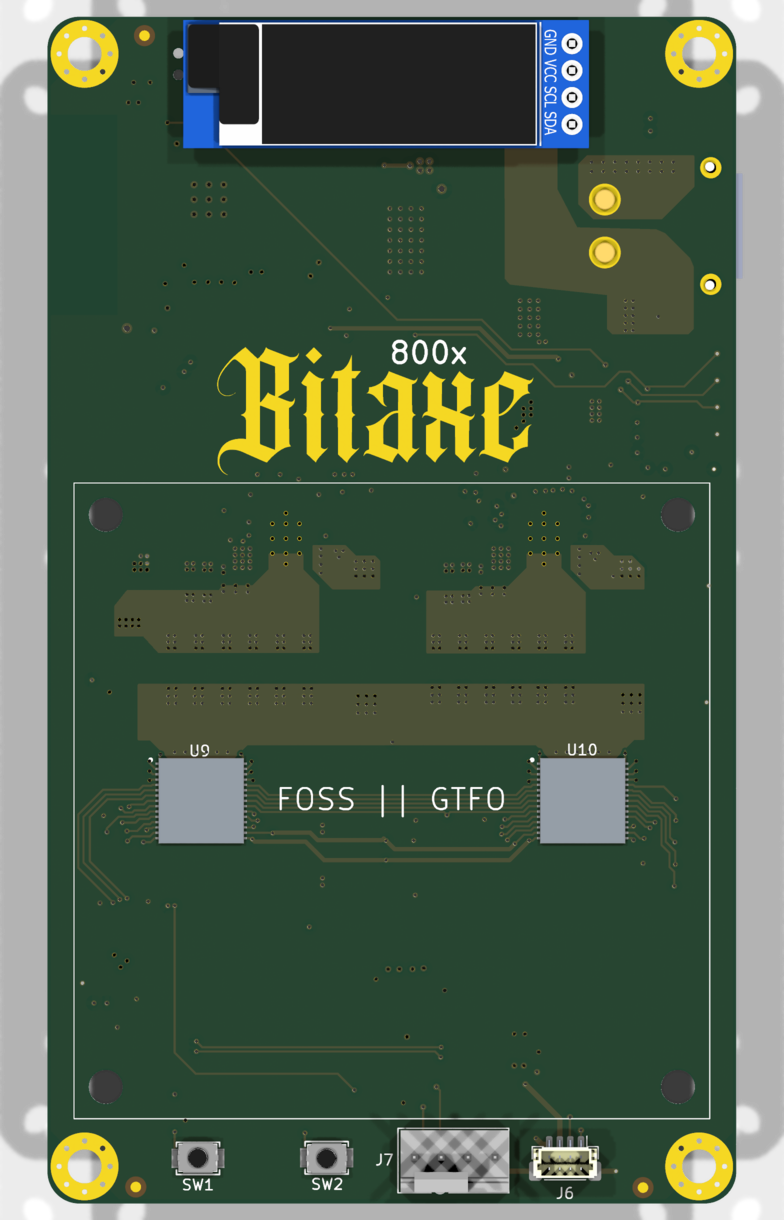 GND VCC SCL SDA
800x
Bitaxe
U9
U10
FOSS || GTFO
SW1
SW2
J7
J6